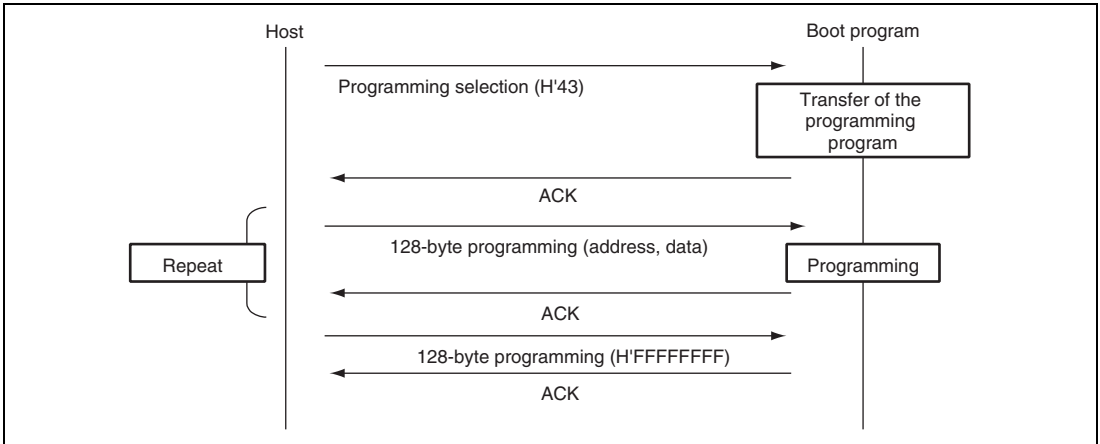 Host
Boot program
Programming selection (H'43)
Transfer of the
programming
program
ACK
128-byte programming (address, data)
Repeat
Programming
ACK
128-byte programming (H'FFFFFFFF)
ACK